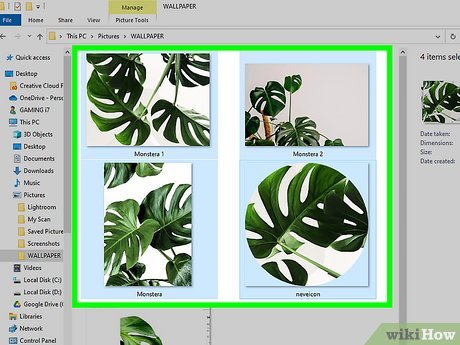 Manage
WALLPAPER
File
Home
Share
View
Picture Tools
This PC > Pictures > WALLPAPER
Quick access
Desktop
Creative Cloud F
OneDrive - Perso
GAMING i7
This PC
3D Objects
Desktop
Documents
Downloads
Music
Pictures
Lightroom
My Scan
Saved Picture
Screenshots
WALLPAPER
Videos
Local Disk (C:)
Local Disk (D:)
Google Drive (
Libraries
Network
Control Panel
Monstera 1
Monstera 2
Monstera
neveicon
4 items sele
Date taken:
Dimensions:
Size:
Date created:
wikiHow